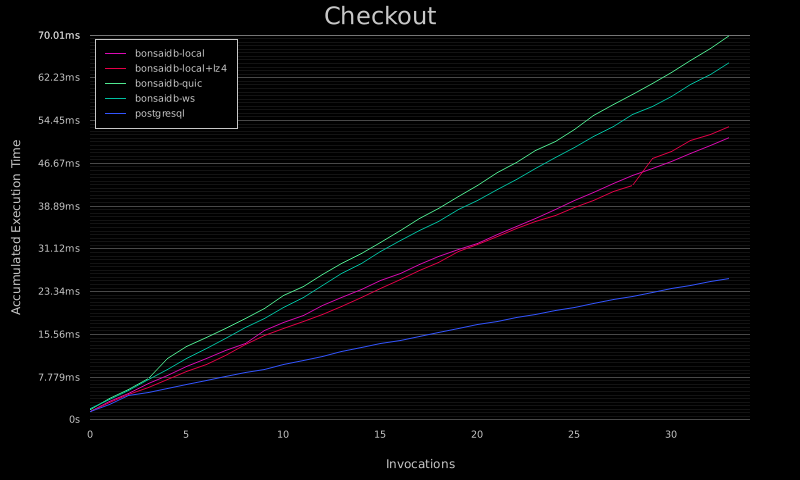 Checkout
70.01ms
62.23ms
54.45ms
46.67ms
38.89ms
31.12ms
23.34ms
15.56ms
7.779ms
0s
Accumulated Execution Time
bonsaidb-local
bonsaidb-local+lz4
bonsaidb-quic
bonsaidb-ws
postgresql
0 5 10 15 20 25 30
Invocations